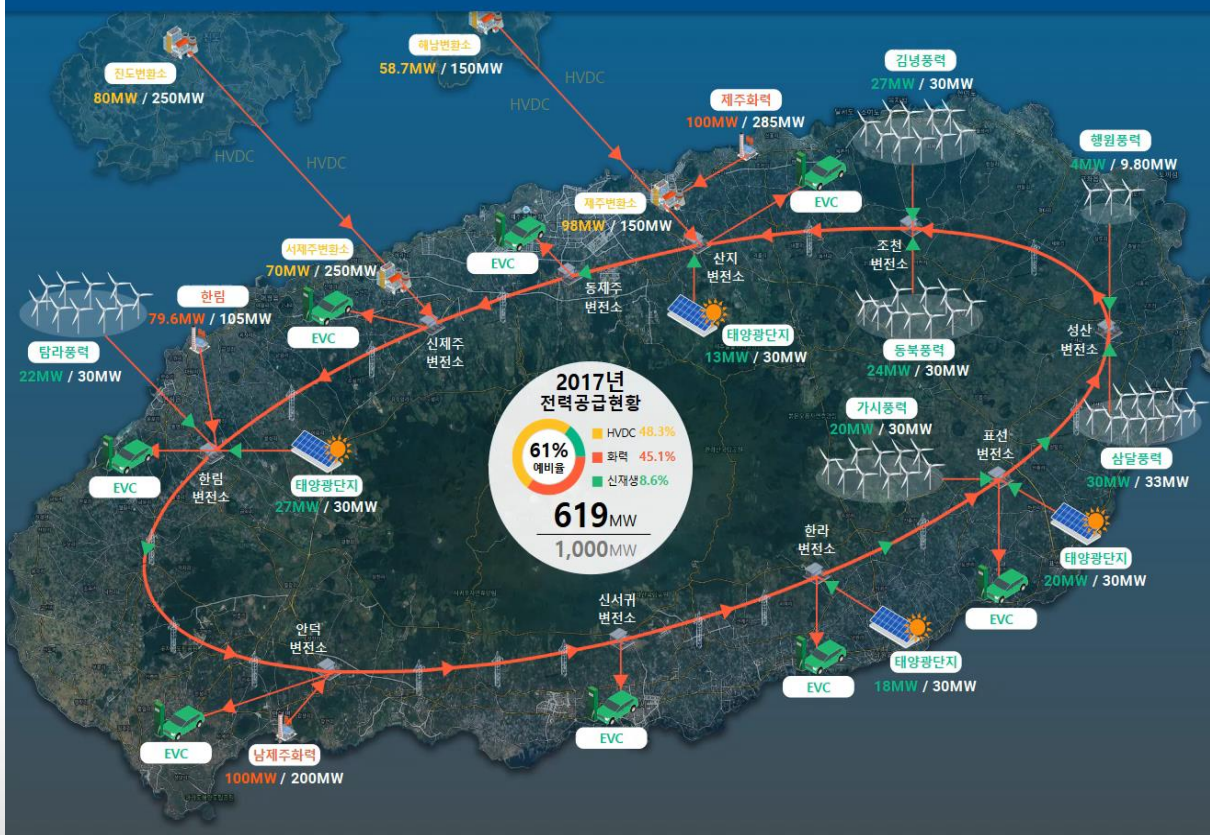 진도변환소
80MW / 250MW
해남변환소
58.7MW / 150MW
HVDC
HVDC
HVDC
HVDC
제주화력
100MW / 285MW
김녕풍력
27MW / 30MW
행원풍력
4MW / 9.80MW
EVC
제주변환소
98MW / 150MW
EVC
서제주변환소
70MW / 250MW
EVC
산지
변전소
조천
변전소
동제주
변전소
신제주
변전소
한림
79.6MW / 105MW
탐라풍력
22MW / 30MW
태양광단지
13MW / 30MW
동북풍력
24MW / 30MW
성산
변전소
2017년
전력공급현황
61%
예비율
HVDC 48.3%
화력 45.1%
신재생 8.6%
619MW
1,000MW
가시풍력
20MW / 30MW
표선
변전소
삼달풍력
30MW / 33MW
EVC
한림
변전소
태양광단지
27MW / 30MW
한라
변전소
태양광단지
20MW / 30MW
EVC
신서귀
변전소
안덕
변전소
태양광단지
18MW / 30MW
EVC
EVC
EVC
남제주화력
100MW / 200MW